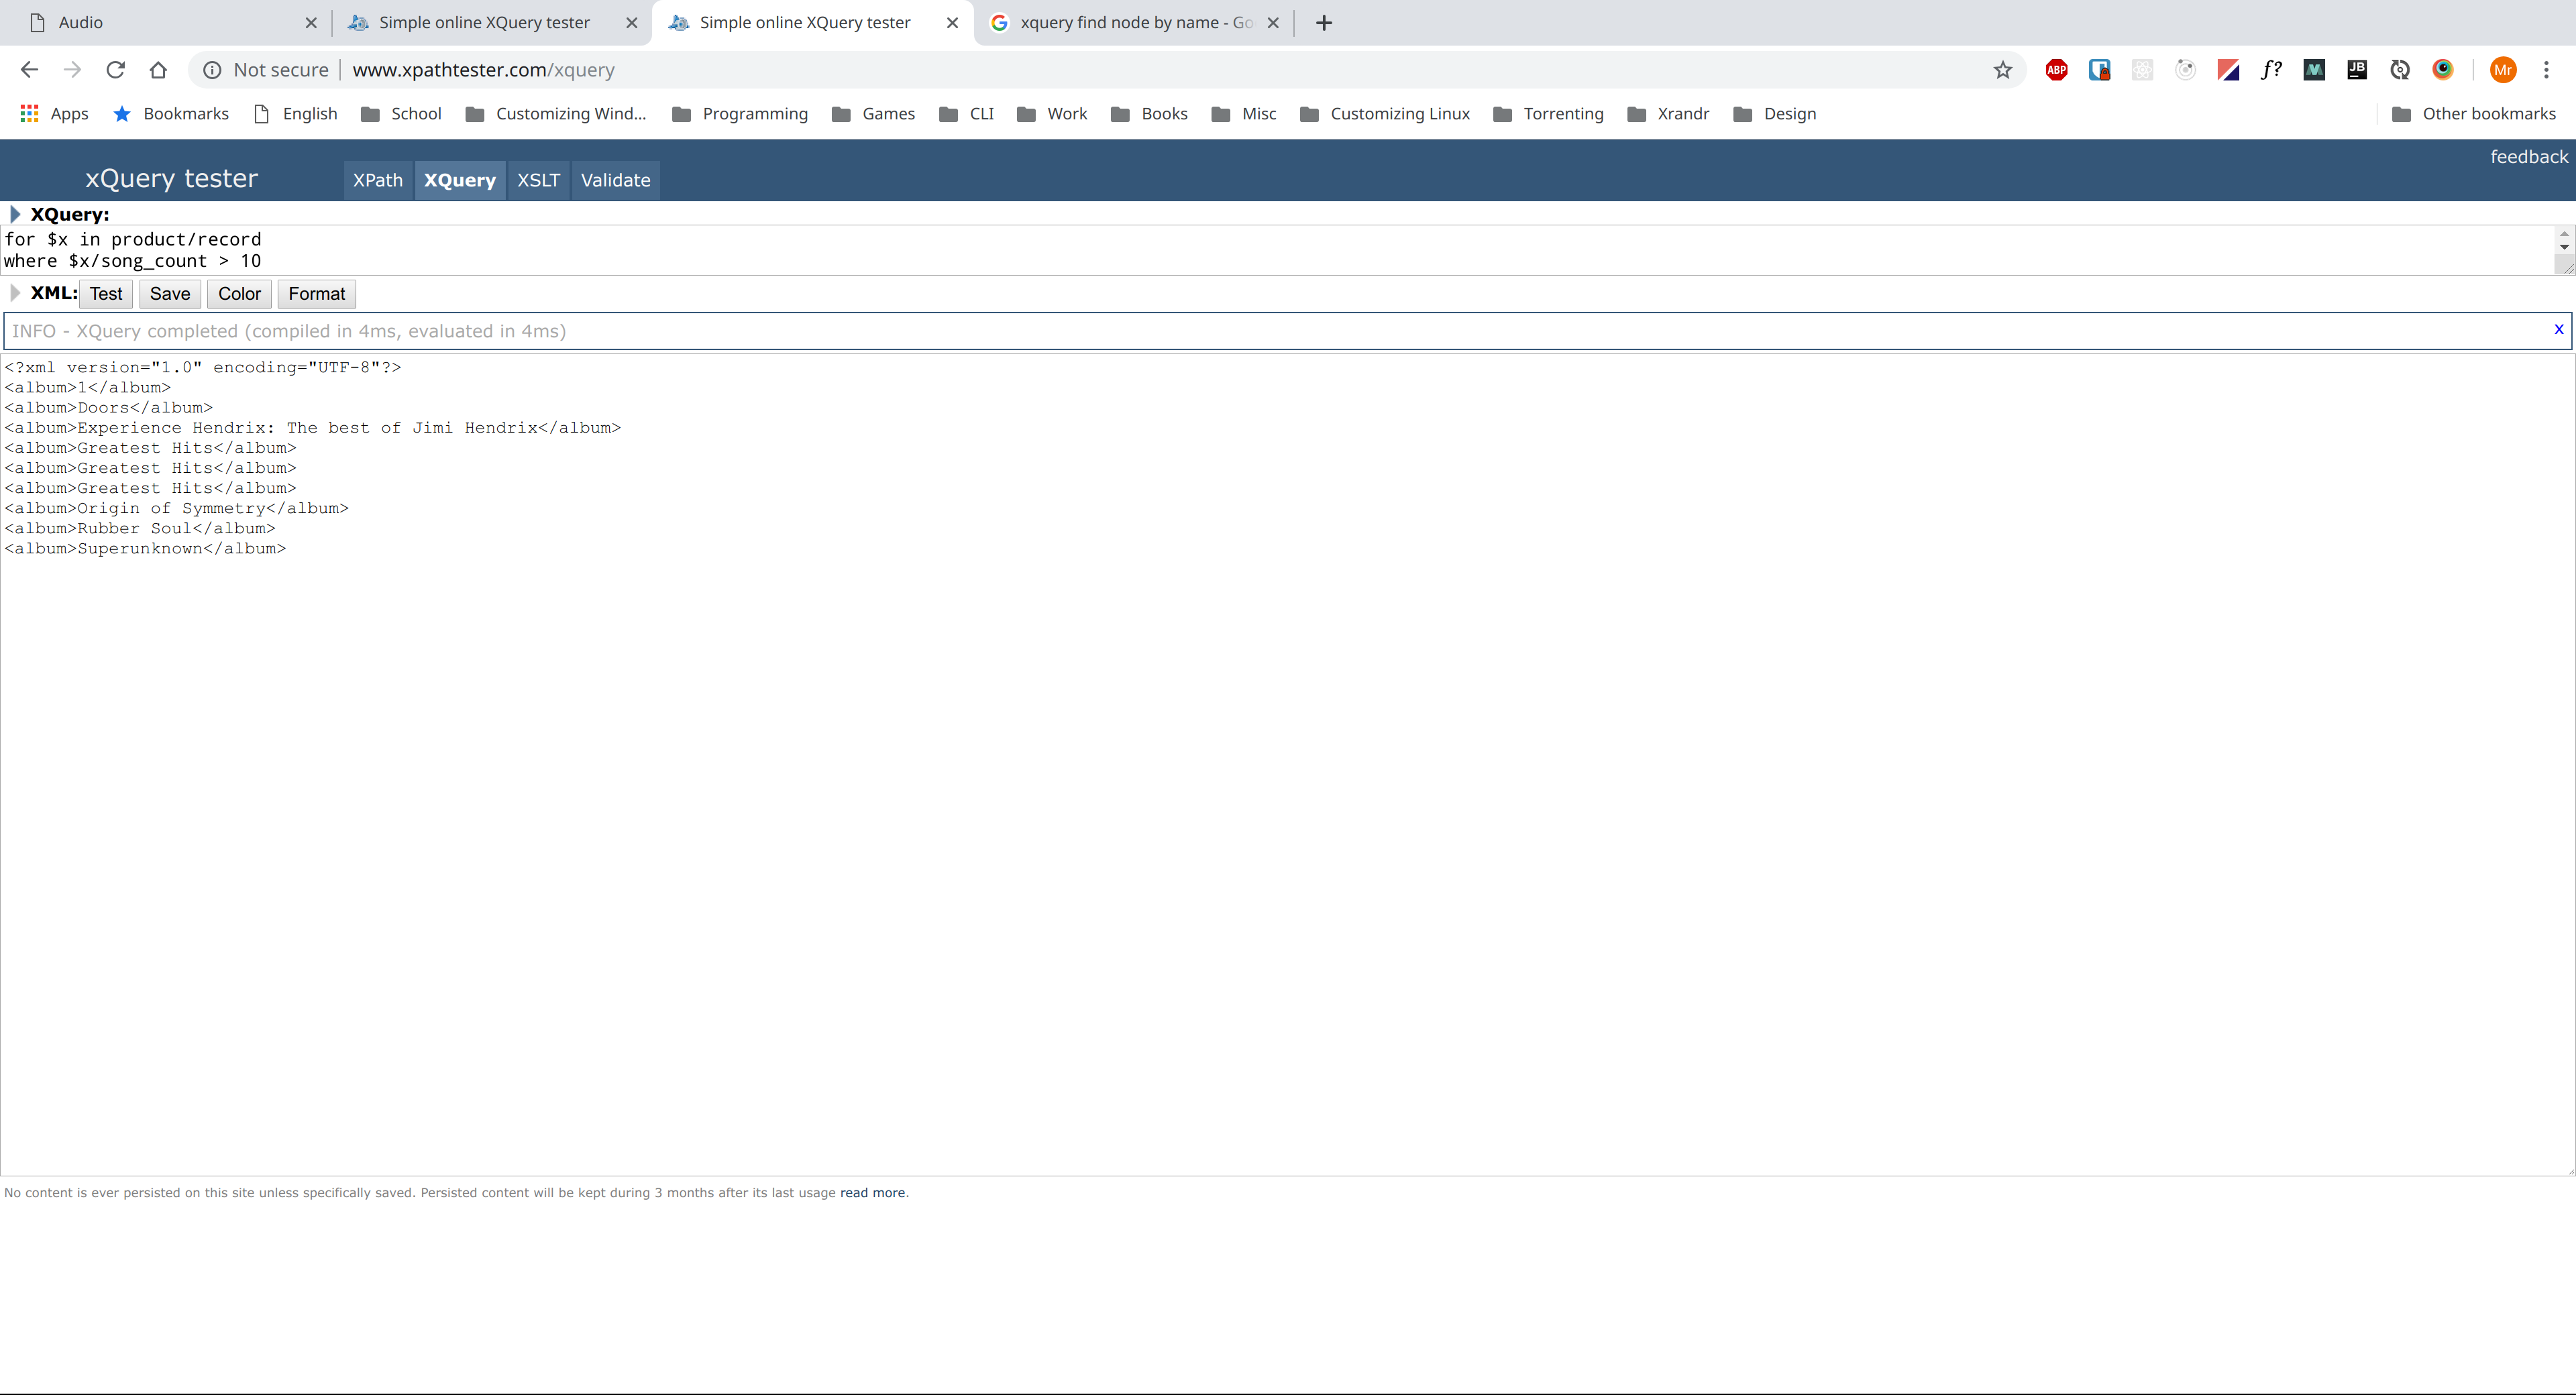 Audio
Simple online XQuery tester
Simple online XQuery tester
xquery find node by name - Go
Not secure
www.xpathtester.com/xquery
ABP
f?
M
JB
Mr
Apps
Bookmarks
English
School
Customizing Wind...
Programming
Games
CLI
Work
Books
Misc
Customizing Linux
Torrenting
Xrandr
Design
Other bookmarks
feedback
xQuery tester
XPath
XQuery
XSLT
Validate
XQuery:
for $x in product/record
where $x/song_count > 10
XML:
Test
Save
Color
Format
INFO - XQuery completed (compiled in 4ms, evaluated in 4ms)
x
<?xml version="1.0" encoding="UTF-8"?>
<album>1</album>
<album>Doors</album>
<album>Experience Hendrix: The best of Jimi Hendrix</album>
<album>Greatest Hits</album>
<album>Greatest Hits</album>
<album>Greatest Hits</album>
<album>Origin of Symmetry</album>
<album>Rubber Soul</album>
<album>Superunknown</album>
No content is ever persisted on this site unless specifically saved. Persisted content will be kept during 3 months after its last usage read more.